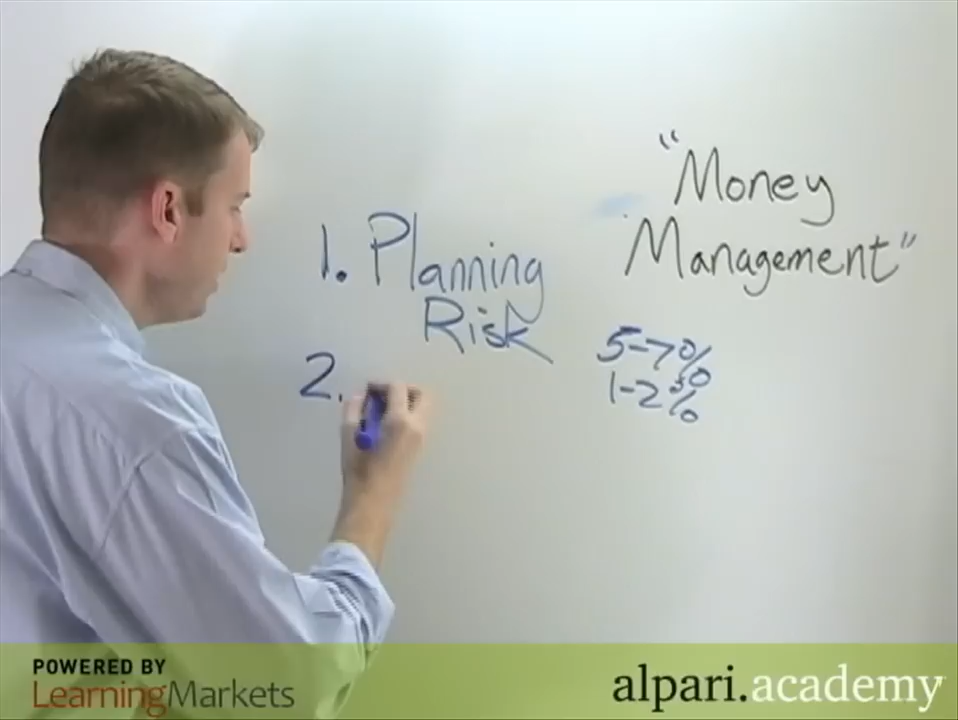 "Money
Management"
1. Planning
Risk
5-7%
1-2%
2.
POWERED BY
LearningMarkets
alpari.academy